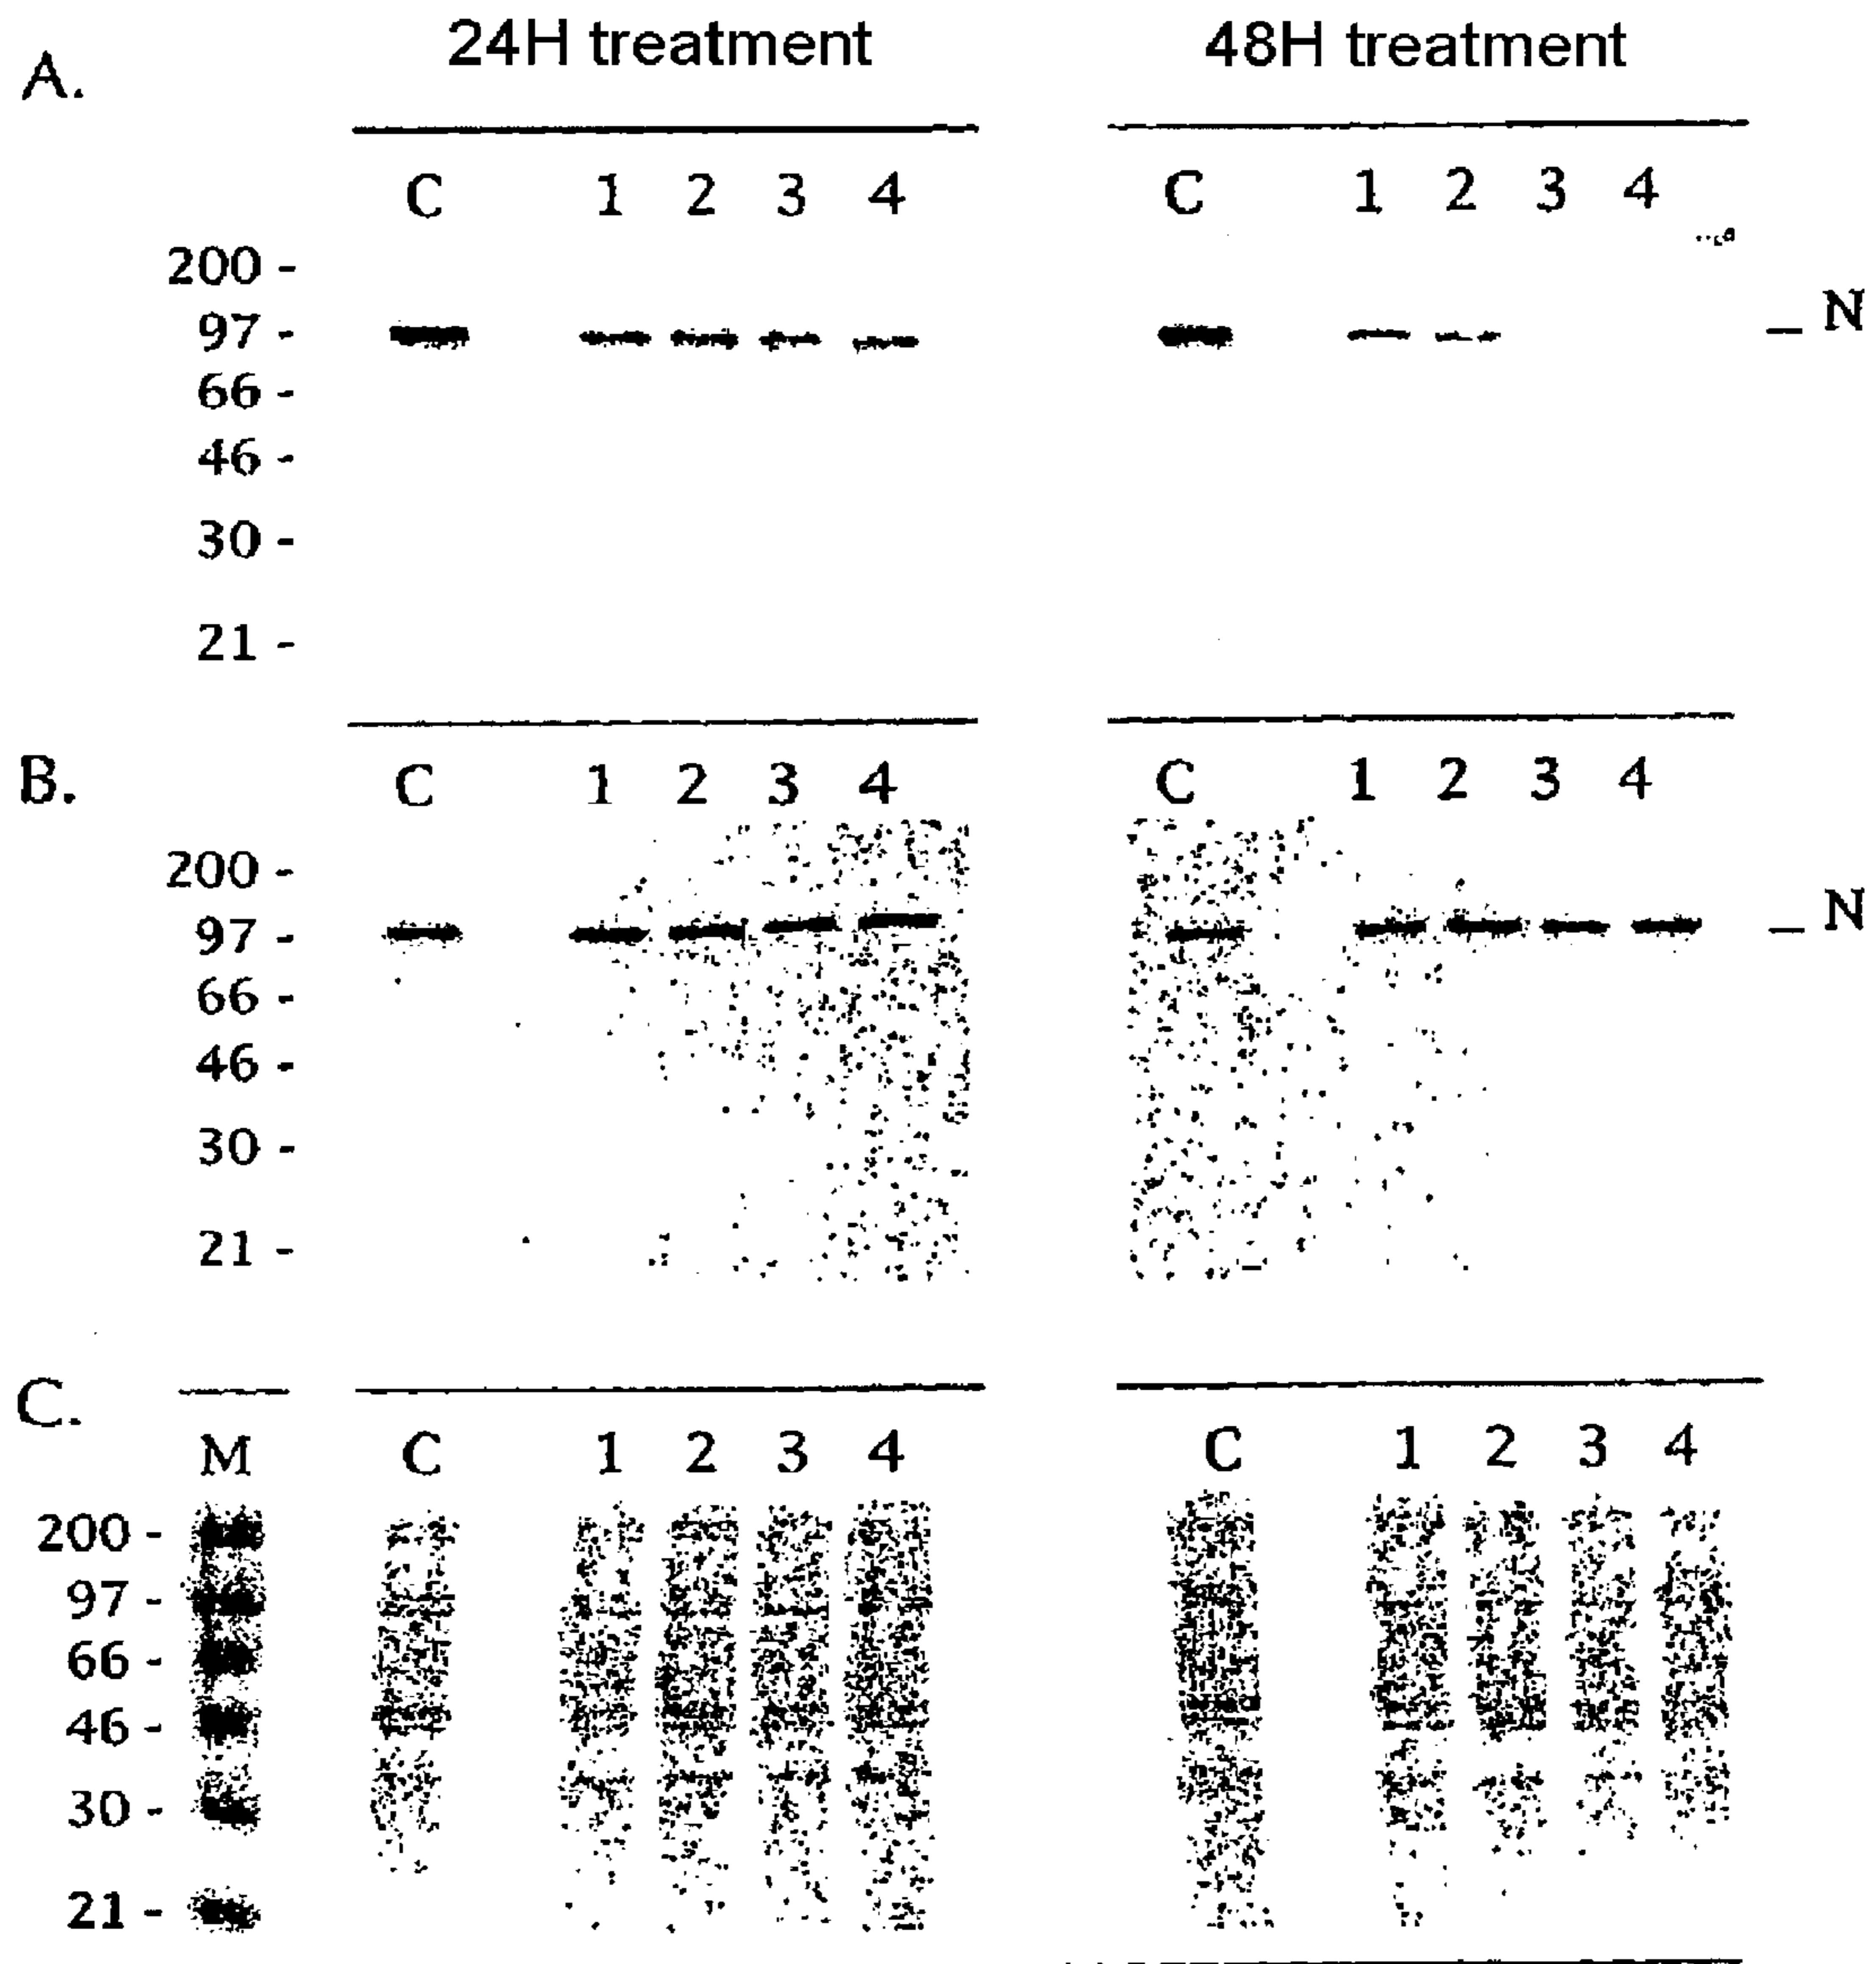 24H treatment 48H treatment
A.
C 1 2 3 4 C 1 2 3 4
200 -
97 - _ N
66 -
46 -
30 -
21 -
B.
C 1 2 3 4 C 1 2 3 4
200 -
97 - _ N
66 -
46 -
30 -
21 -
C.
M C 1 2 3 4 C 1 2 3 4
200 -
97 -
66 -
46 -
30 -
21 -